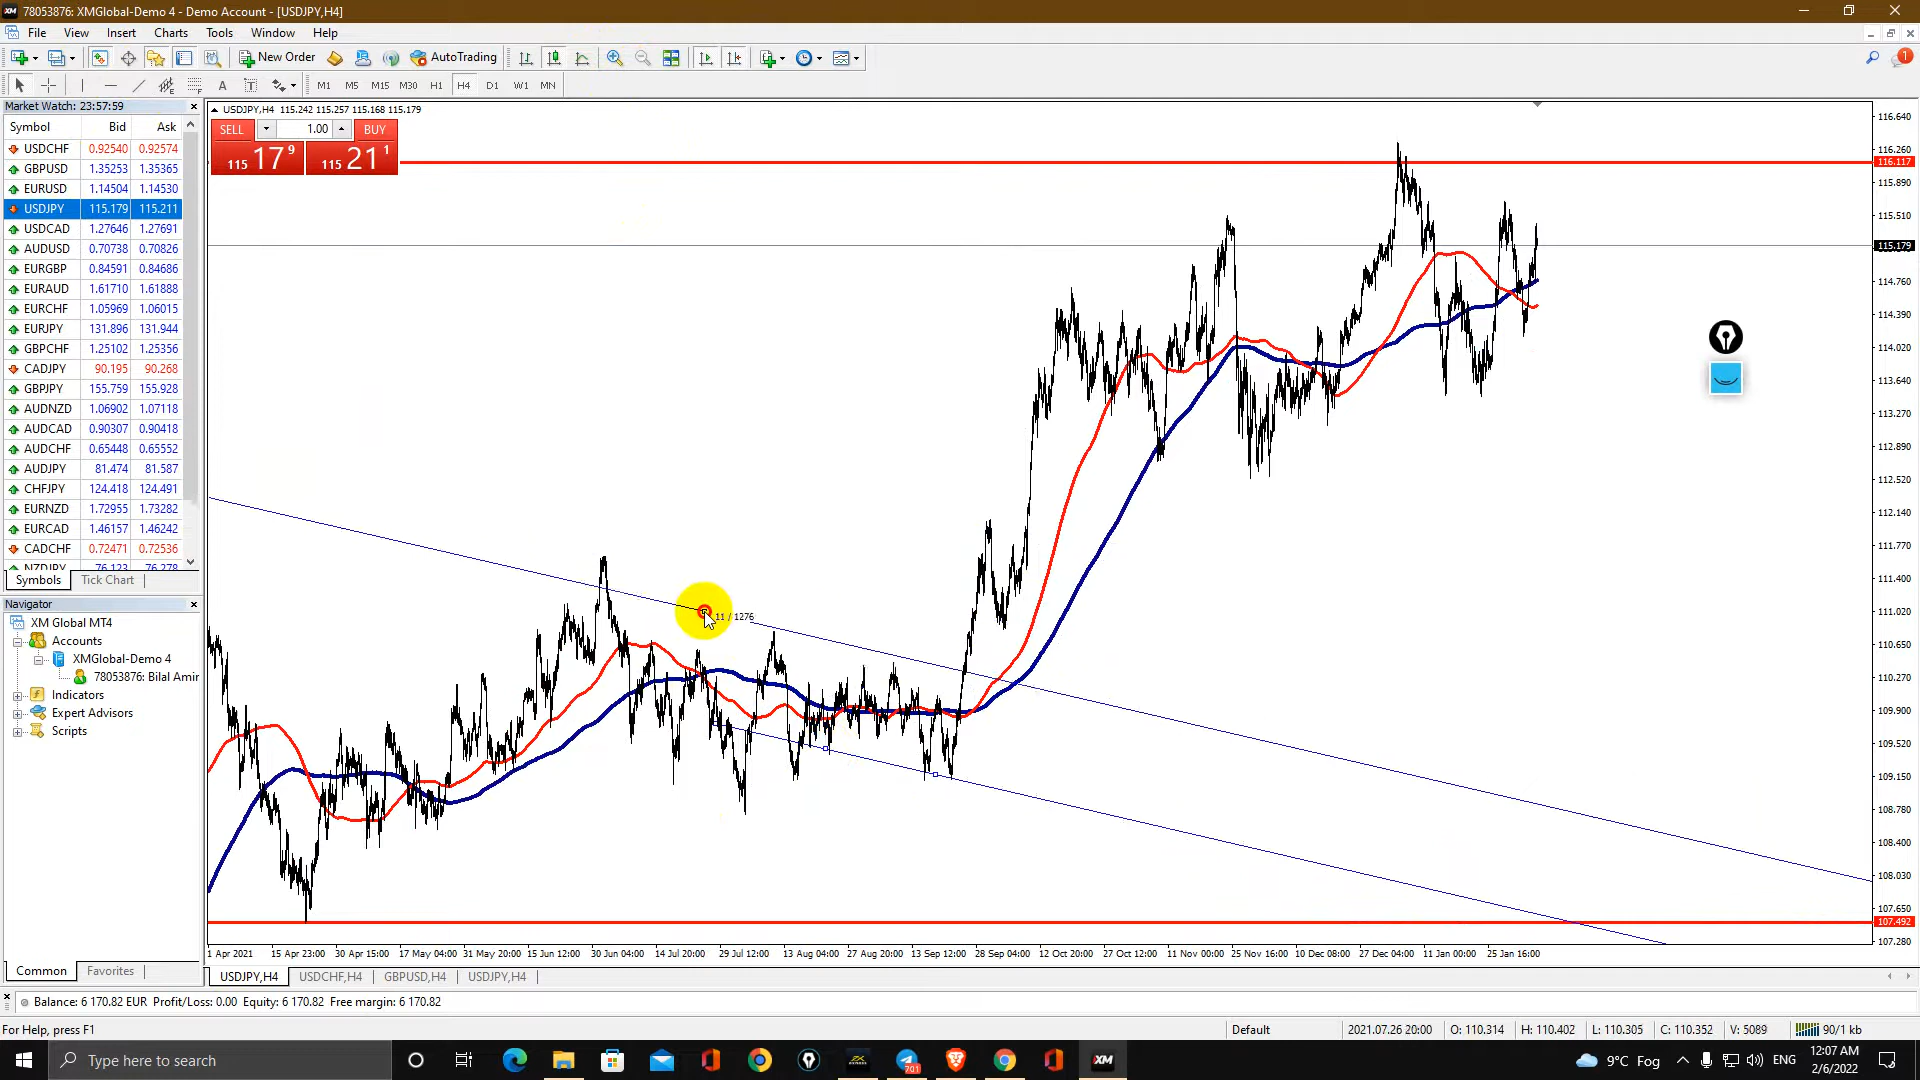 78053876: XMGlobal-Demo 4 - Demo Account - [USDJPY,H4]
File View Insert Charts Tools Window Help
New Order AutoTrading
M1 M5 M15 M30 H1 H4 D1 W1 MN
Market Watch: 23:57:59
Symbol Bid Ask
USDCHF 0.92540 0.92574
GBPUSD 1.35253 1.35365
EURUSD 1.14504 1.14530
USDJPY 115.179 115.211
USDCAD 1.27646 1.27691
AUDUSD 0.70738 0.70826
EURGBP 0.84591 0.84686
EURAUD 1.61710 1.61888
EURCHF 1.05969 1.06015
EURJPY 131.896 131.944
GBPCHF 1.25102 1.25356
CADJPY 90.195 90.268
GBPJPY 155.759 155.928
AUDNZD 1.06902 1.07118
AUDCAD 0.90307 0.90418
AUDCHF 0.65448 0.65552
AUDJPY 81.474 81.587
CHFJPY 124.418 124.491
EURNZD 1.72955 1.73282
EURCAD 1.46157 1.46242
CADCHF 0.72471 0.72536
NZDJPY 76.123 76.278
Symbols Tick Chart
Navigator
XM Global MT4
Accounts
XMGlobal-Demo 4
78053876: Bilal Amir
Indicators
Expert Advisors
Scripts
Common Favorites
USDJPY,H4 115.242 115.257 115.168 115.179
SELL 1.00 BUY
115 17 9 115 21 1
11 / 1276
116.640
116.260
116.117
115.890
115.510
115.179
114.760
114.390
114.020
113.640
113.270
112.890
112.520
112.140
111.770
111.400
111.020
110.650
110.270
109.900
109.520
109.150
108.780
108.400
108.030
107.650
107.492
107.280
1 Apr 2021 15 Apr 23:00 30 Apr 15:00 17 May 04:00 31 May 20:00 15 Jun 12:00 30 Jun 04:00 14 Jul 20:00 29 Jul 12:00 13 Aug 04:00 27 Aug 20:00 13 Sep 12:00 28 Sep 04:00 12 Oct 20:00 27 Oct 12:00 11 Nov 00:00 25 Nov 16:00 10 Dec 08:00 27 Dec 04:00 11 Jan 00:00 25 Jan 16:00
USDJPY,H4 USDCHF,H4 GBPUSD,H4 USDJPY,H4
Balance: 6 170.82 EUR Profit/Loss: 0.00 Equity: 6 170.82 Free margin: 6 170.82
For Help, press F1 Default 2021.07.26 20:00 O: 110.314 H: 110.402 L: 110.305 C: 110.352 V: 5089 90/1 kb
Type here to search 701 XM 9°C Fog ENG 12:07 AM
2/6/2022